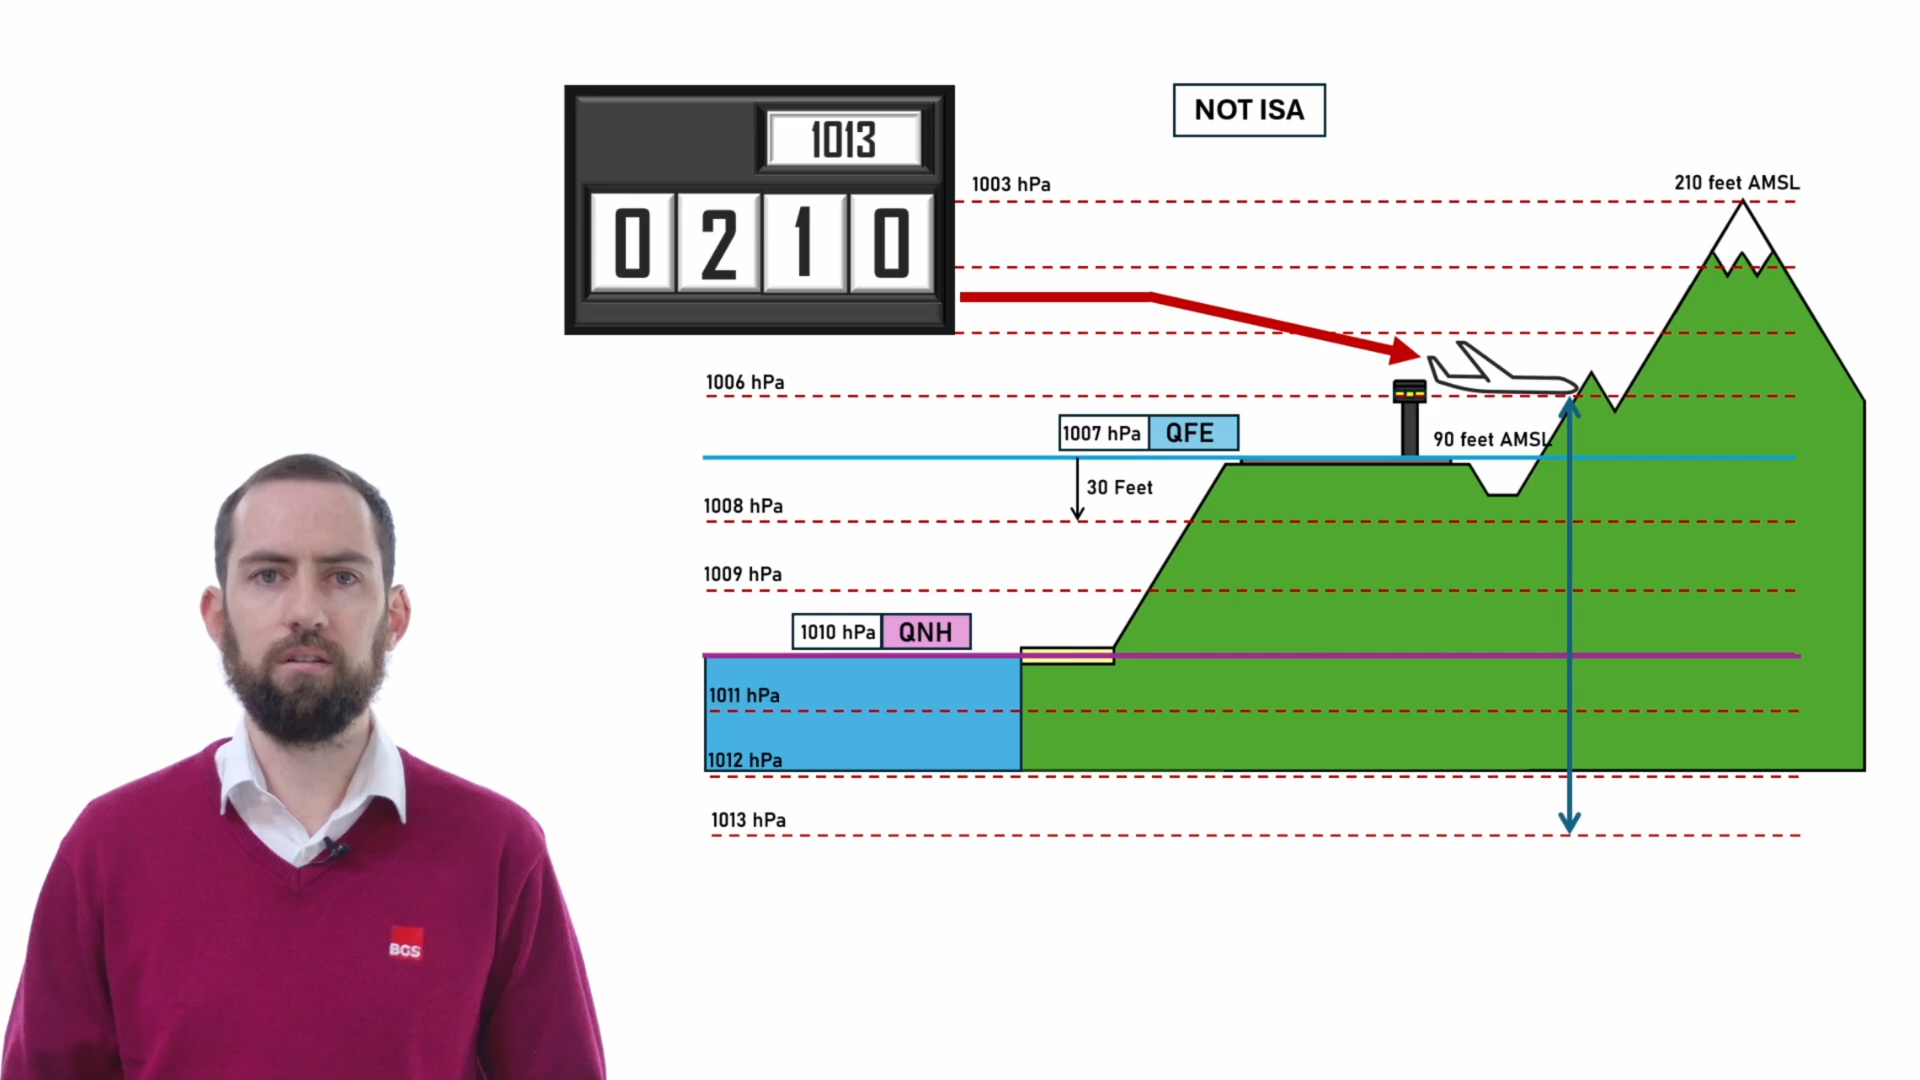 1013
0210
NOT ISA
1003 hPa
210 feet AMSL
1006 hPa
1007 hPa QFE
90 feet AMSL
30 Feet
1008 hPa
1009 hPa
1010 hPa QNH
1011 hPa
1012 hPa
1013 hPa
BGS